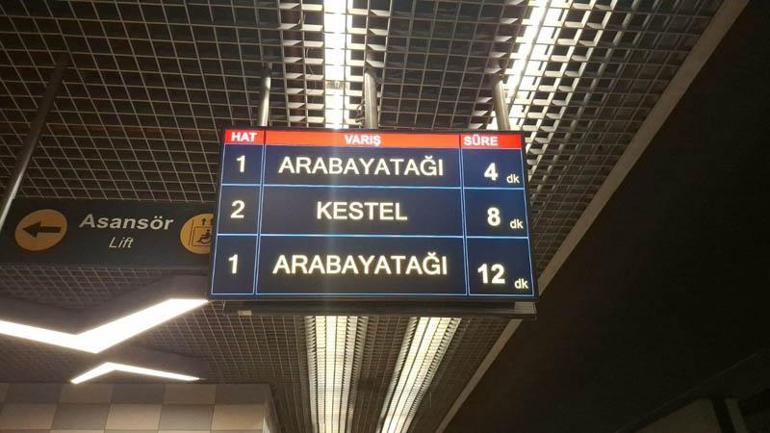 HAT VARIŞ SÜRE
1 ARABAYATAĞI 4 dk
2 KESTEL 8 dk
1 ARABAYATAĞI 12 dk
Asansör
Lift